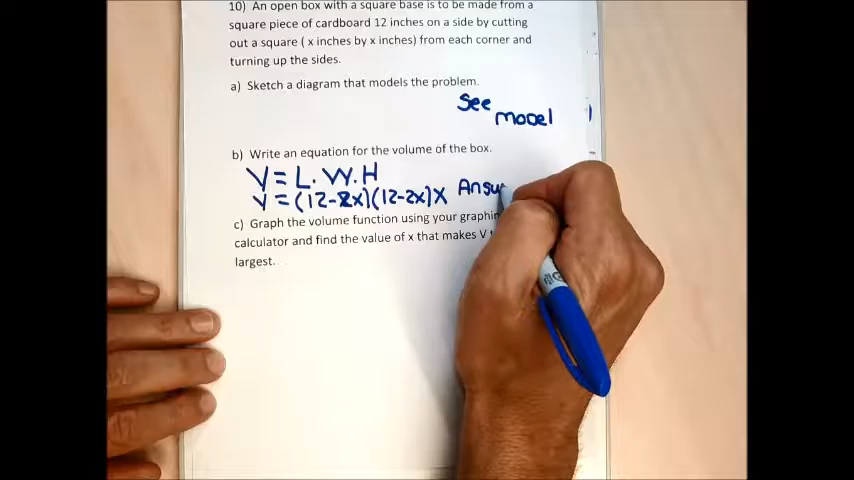 10) An open box with a square base is to be made from a
square piece of cardboard 12 inches on a side by cutting
out a square ( x inches by x inches) from each corner and
turning up the sides.
a) Sketch a diagram that models the problem.
See
model
b) Write an equation for the volume of the box.
V = L. W. H
V = (12-2x)(12-2x)X Answ
c) Graph the volume function using your graphin
calculator and find the value of x that makes V
largest.